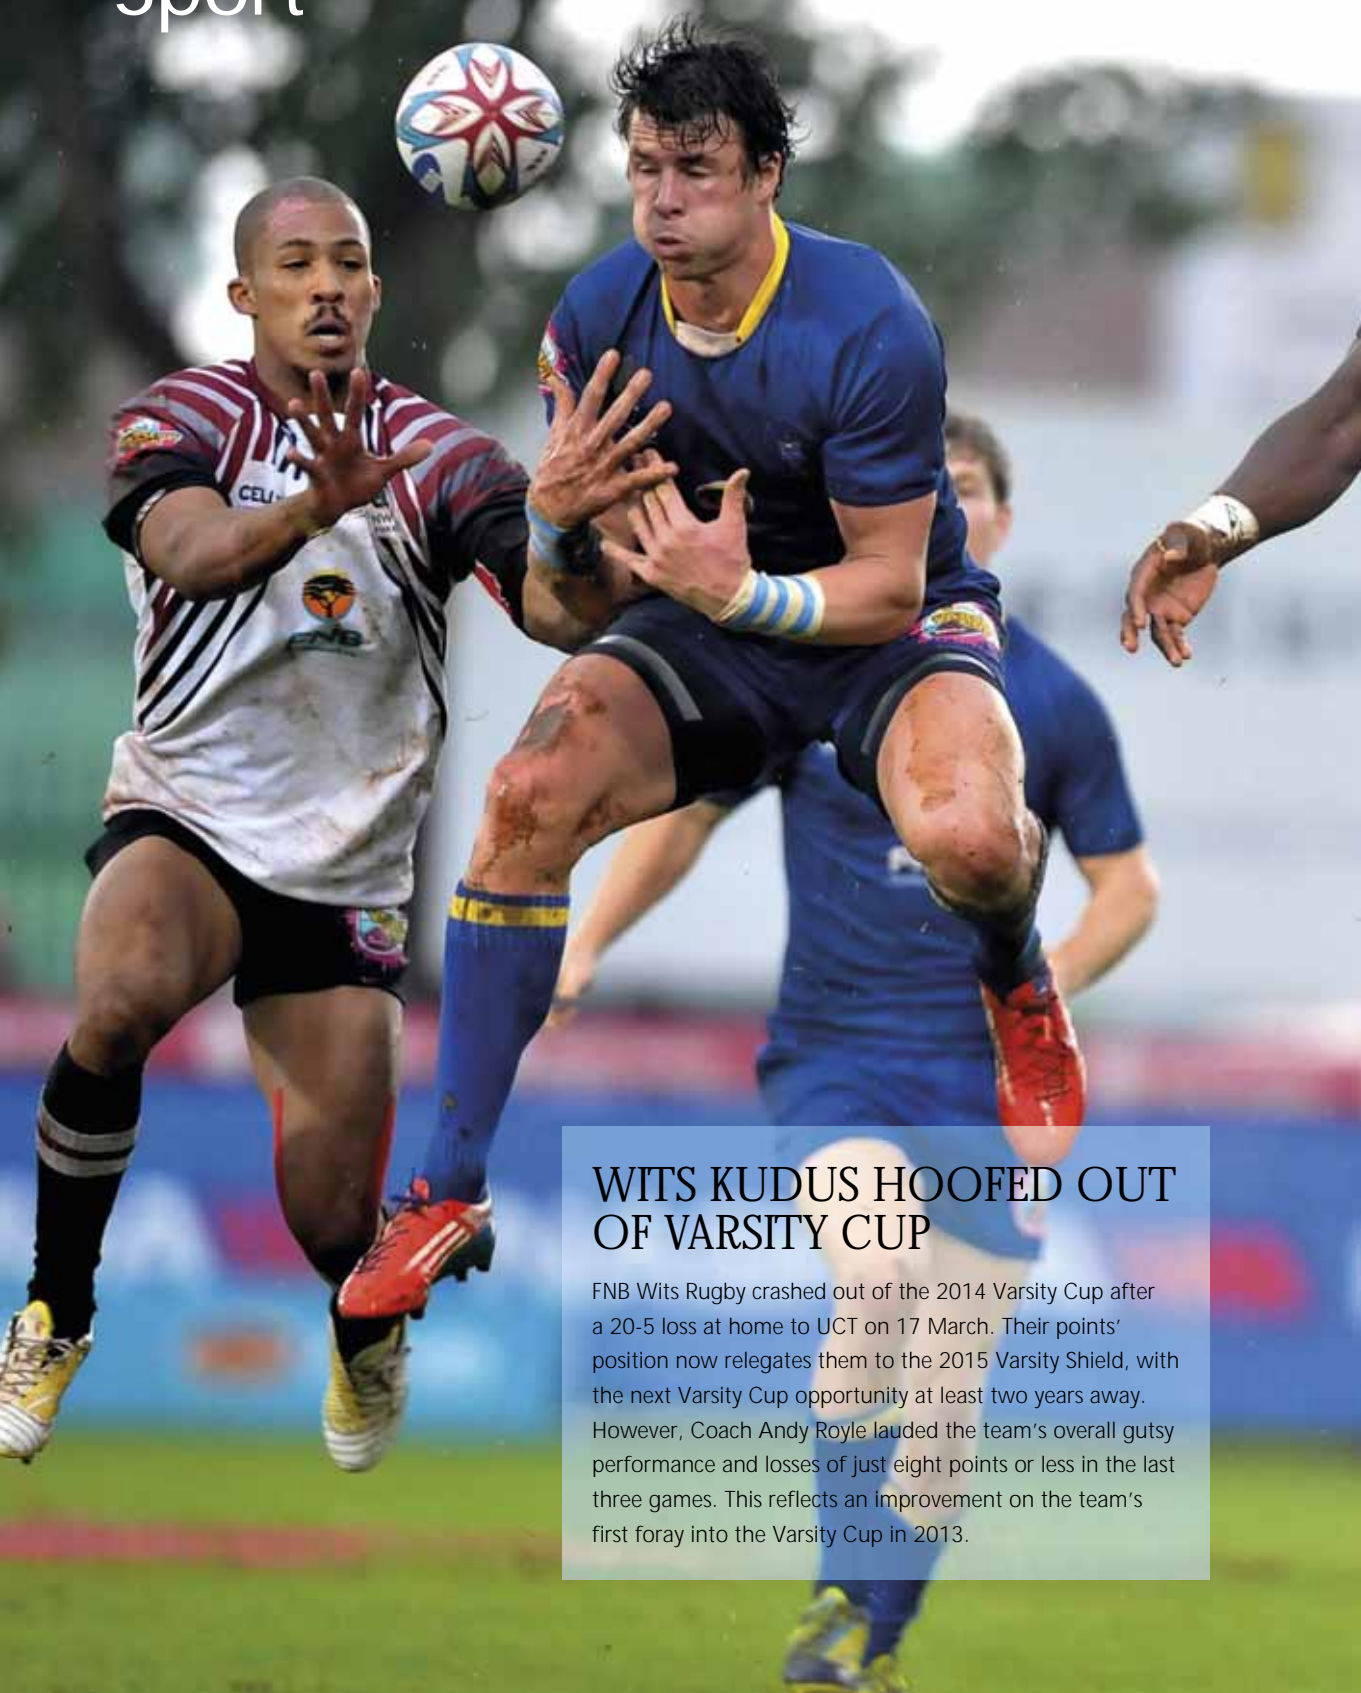 Sport
WITS KUDUS HOOFED OUT
OF VARSITY CUP
FNB Wits Rugby crashed out of the 2014 Varsity Cup after
a 20-5 loss at home to UCT on 17 March. Their points’
position now relegates them to the 2015 Varsity Shield, with
the next Varsity Cup opportunity at least two years away.
However, Coach Andy Royle lauded the team’s overall gutsy
performance and losses of just eight points or less in the last
three games. This reflects an improvement on the team’s
first foray into the Varsity Cup in 2013.
FNB